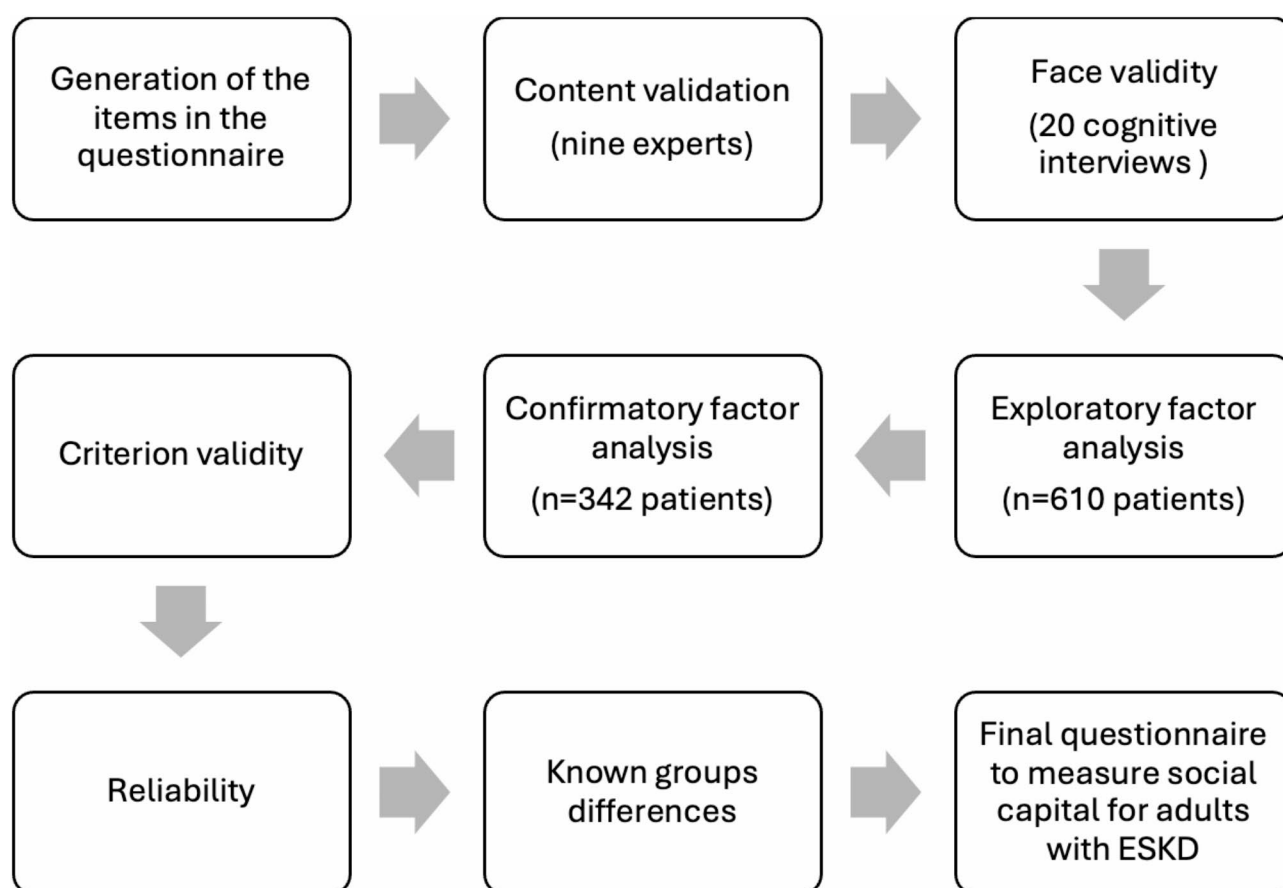 Generation of the
items in the
questionnaire
Content validation
(nine experts)
Face validity
(20 cognitive
interviews )
Exploratory factor
analysis
(n=610 patients)
Confirmatory factor
analysis
(n=342 patients)
Criterion validity
Reliability
Known groups
differences
Final questionnaire
to measure social
capital for adults
with ESKD